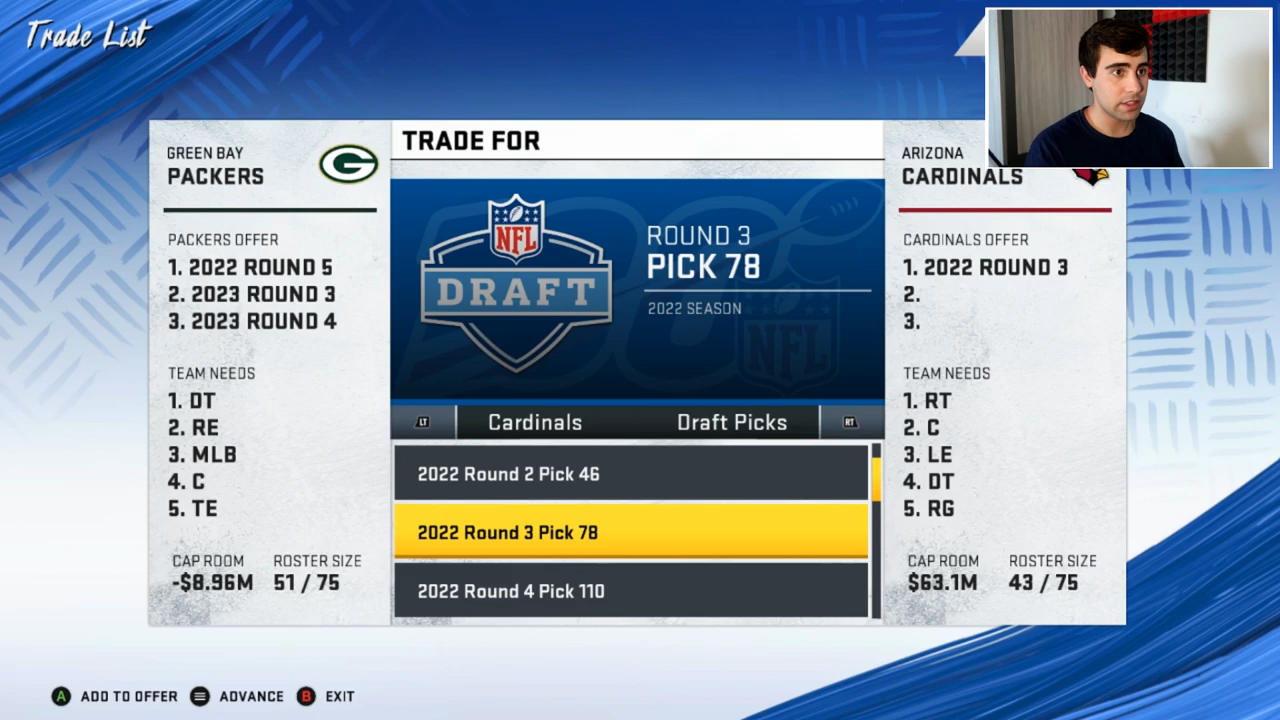 Trade List
GREEN BAY
PACKERS
G
PACKERS OFFER
1. 2022 ROUND 5
2. 2023 ROUND 3
3. 2023 ROUND 4
TEAM NEEDS
1. DT
2. RE
3. MLB
4. C
5. TE
CAP ROOM ROSTER SIZE
-$8.96M 51 / 75
TRADE FOR
NFL
DRAFT
ROUND 3
PICK 78
2022 SEASON
NFL
LT Cardinals Draft Picks RT
2022 Round 2 Pick 46
2022 Round 3 Pick 78
2022 Round 4 Pick 110
ARIZONA
CARDINALS
CARDINALS OFFER
1. 2022 ROUND 3
2.
3.
TEAM NEEDS
1. RT
2. C
3. LE
4. DT
5. RG
CAP ROOM ROSTER SIZE
$63.1M 43 / 75
A ADD TO OFFER ADVANCE B EXIT